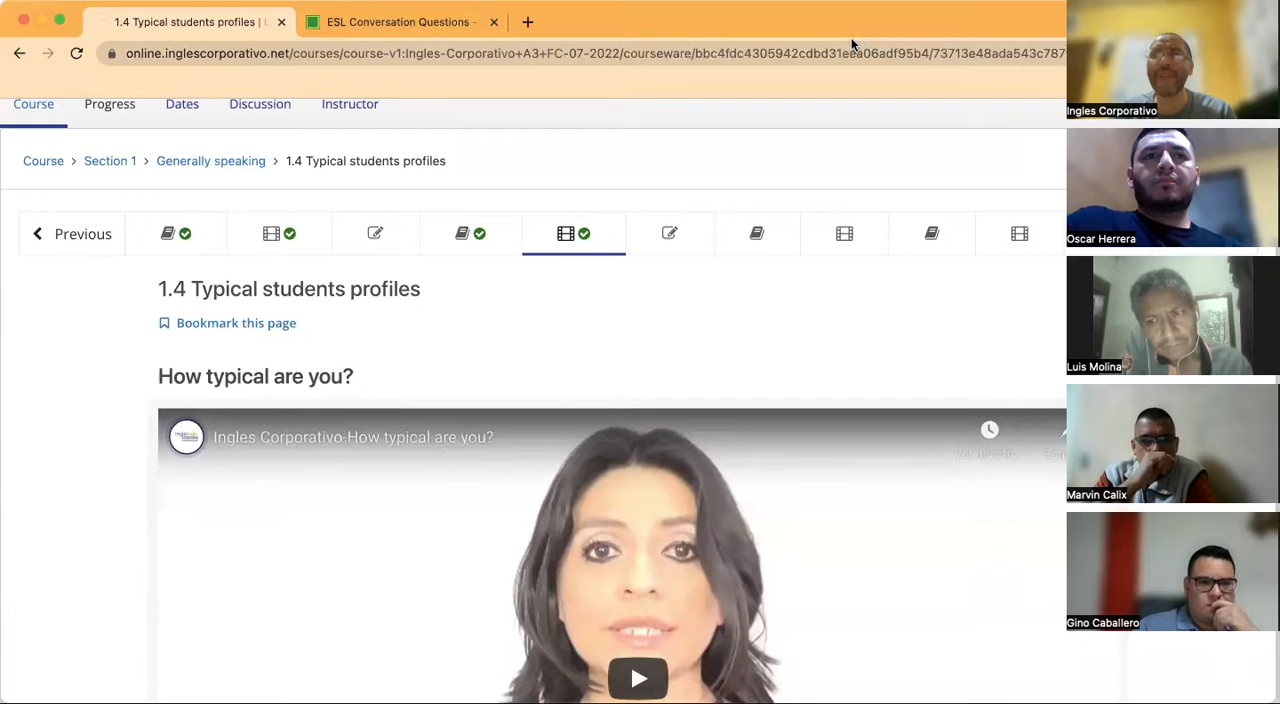 1.4 Typical students profiles |
ESL Conversation Questions -
online.inglescorporativo.net/courses/course-v1:Ingles-Corporativo+A3+FC-07-2022/courseware/bbc4fdc4305942cdbd31eea06adf95b4/73713e48ada543c787
Course Progress Dates Discussion Instructor
Course > Section 1 > Generally speaking > 1.4 Typical students profiles
Previous
1.4 Typical students profiles
Bookmark this page
How typical are you?
Ingles Corporativo-How typical are you?
Ingles Corporativo
Oscar Herrera
Luis Molina
Marvin Calix
Gino Caballero